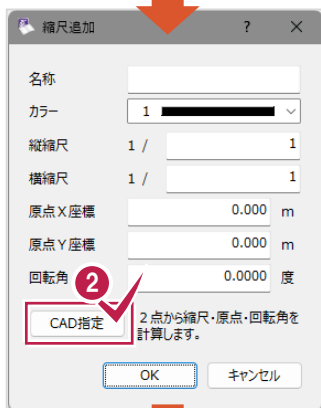 縮尺追加 ? ×
名称
カラー 1
縦縮尺 1 / 1
横縮尺 1 / 1
原点X座標 0.000 m
原点Y座標 0.000 m
回転角 0.0000 度
2
CAD指定 2点から縮尺・原点・回転角を
計算します。
OK キャンセル